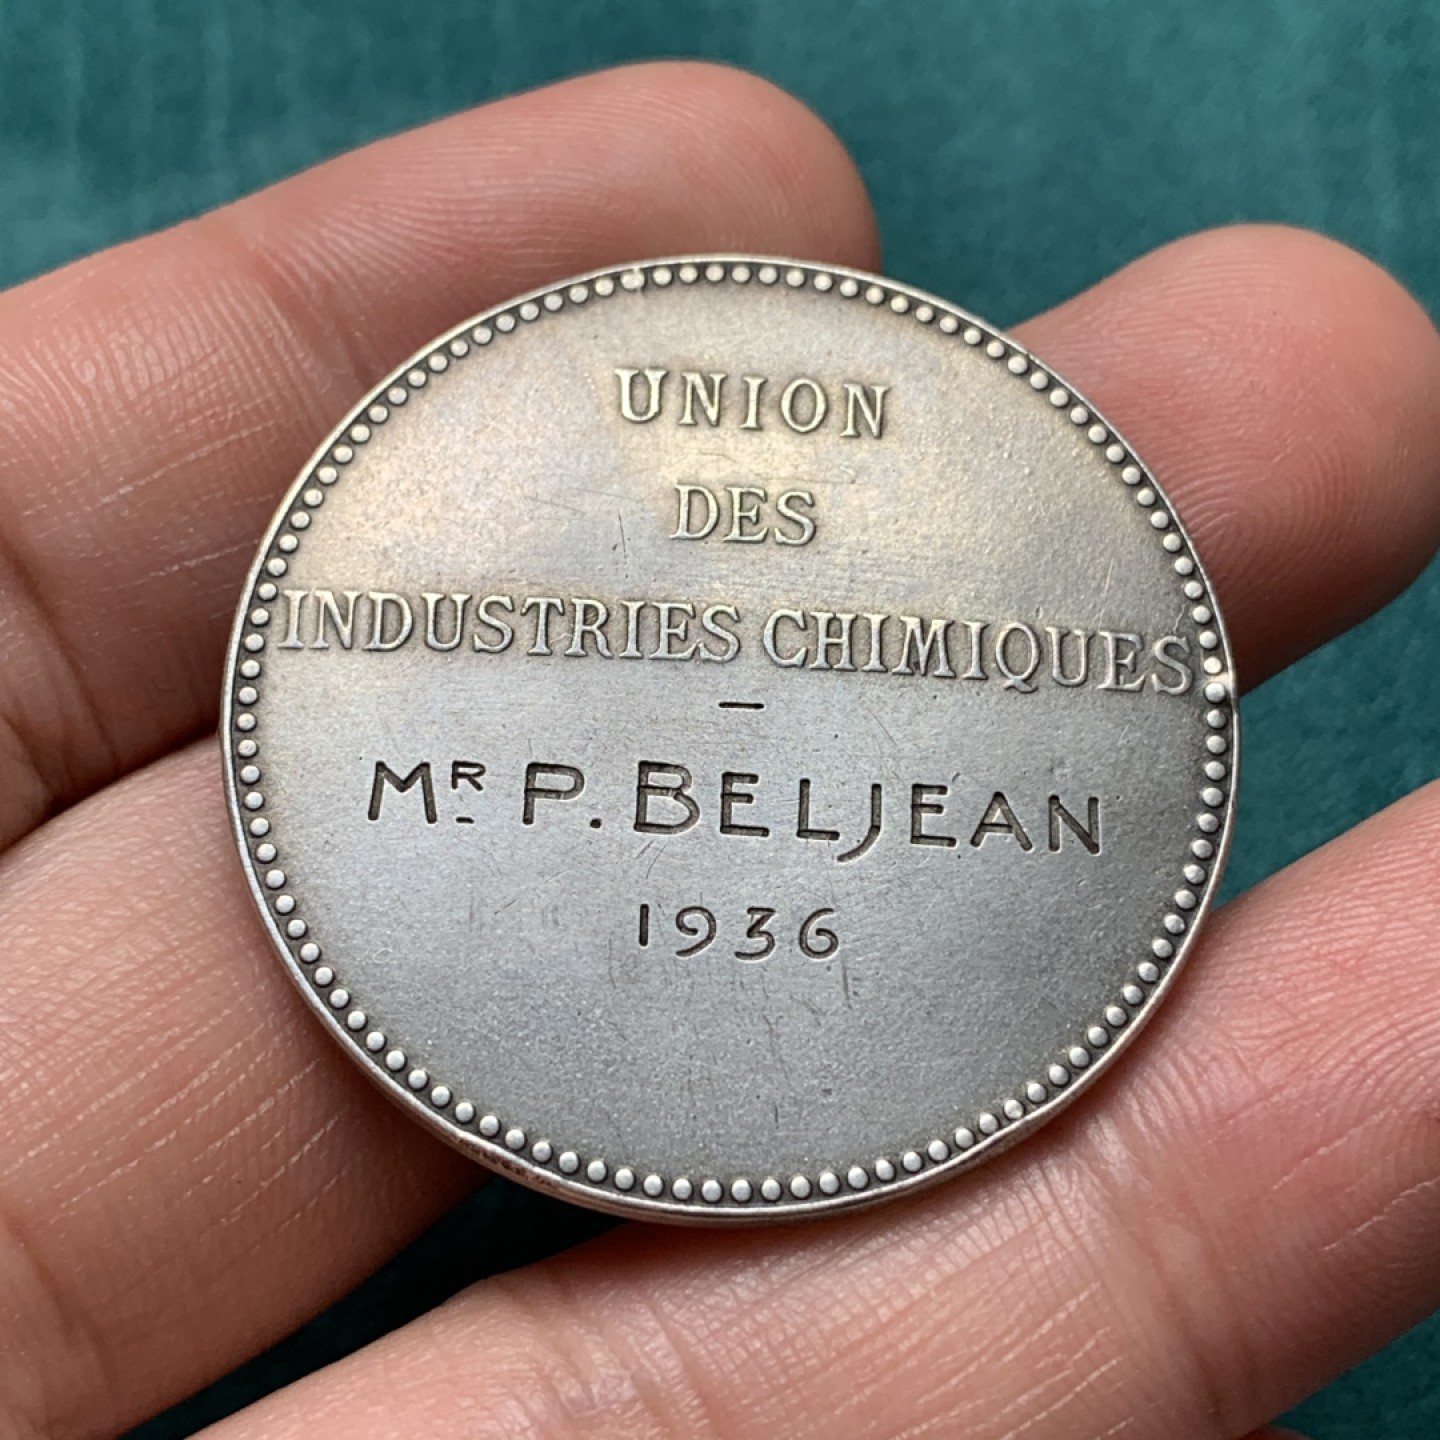 UNION
DES
INDUSTRIES CHIMIQUES
–
MR P. BELJEAN
1936